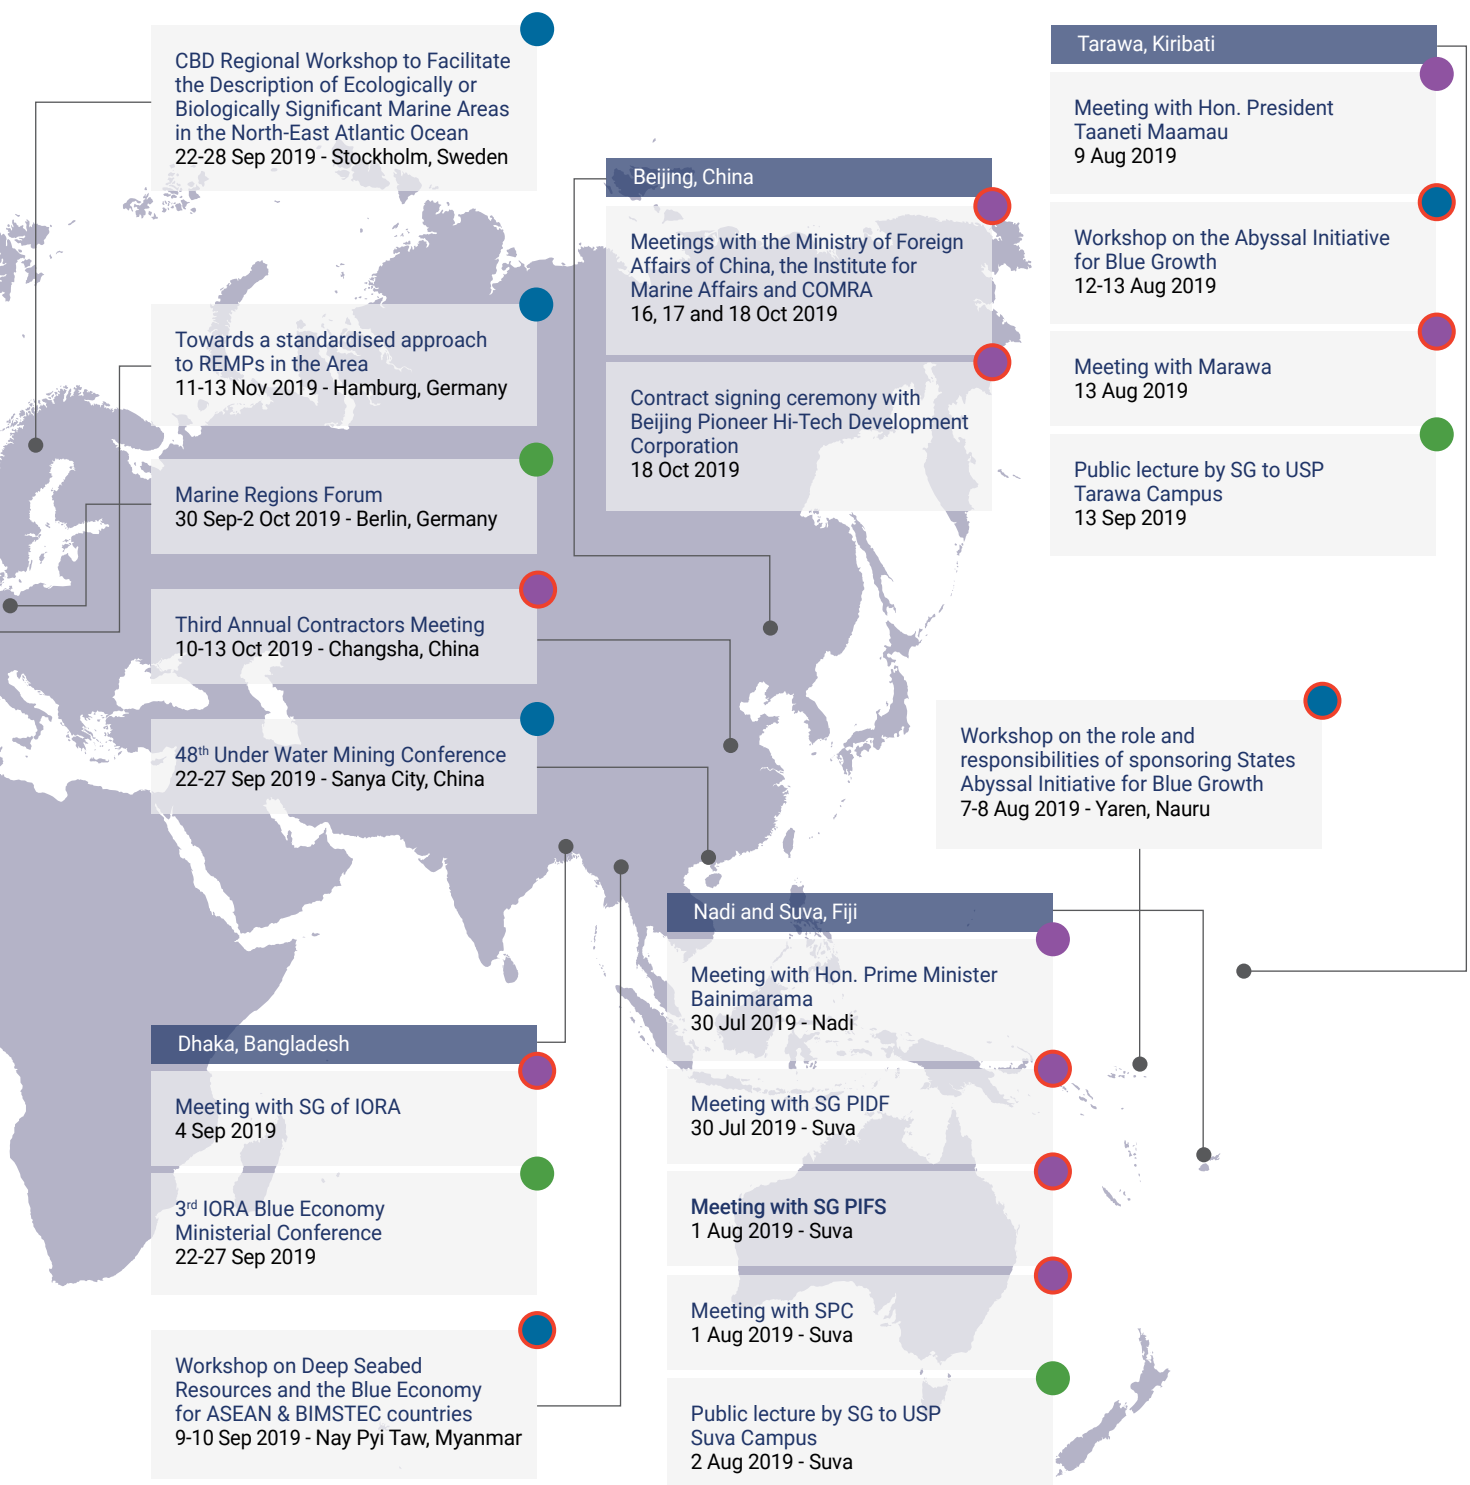 CBD Regional Workshop to Facilitate
the Description of Ecologically or
Biologically Significant Marine Areas
in the North-East Atlantic Ocean
22-28 Sep 2019 - Stockholm, Sweden
Towards a standardised approach
to REMPs in the Area
11-13 Nov 2019 - Hamburg, Germany
Marine Regions Forum
30 Sep-2 Oct 2019 - Berlin, Germany
Third Annual Contractors Meeting
10-13 Oct 2019 - Changsha, China
48th Under Water Mining Conference
22-27 Sep 2019 - Sanya City, China
Dhaka, Bangladesh
Meeting with SG of IORA
4 Sep 2019
3rd IORA Blue Economy
Ministerial Conference
22-27 Sep 2019
Workshop on Deep Seabed
Resources and the Blue Economy
for ASEAN & BIMSTEC countries
9-10 Sep 2019 - Nay Pyi Taw, Myanmar
Beijing, China
Meetings with the Ministry of Foreign
Affairs of China, the Institute for
Marine Affairs and COMRA
16, 17 and 18 Oct 2019
Contract signing ceremony with
Beijing Pioneer Hi-Tech Development
Corporation
18 Oct 2019
Nadi and Suva, Fiji
Meeting with Hon. Prime Minister
Bainimarama
30 Jul 2019 - Nadi
Meeting with SG PIDF
30 Jul 2019 - Suva
Meeting with SG PIFS
1 Aug 2019 - Suva
Meeting with SPC
1 Aug 2019 - Suva
Public lecture by SG to USP
Suva Campus
2 Aug 2019 - Suva
Tarawa, Kiribati
Meeting with Hon. President
Taaneti Maamau
9 Aug 2019
Workshop on the Abyssal Initiative
for Blue Growth
12-13 Aug 2019
Meeting with Marawa
13 Aug 2019
Public lecture by SG to USP
Tarawa Campus
13 Sep 2019
Workshop on the role and
responsibilities of sponsoring States
Abyssal Initiative for Blue Growth
7-8 Aug 2019 - Yaren, Nauru